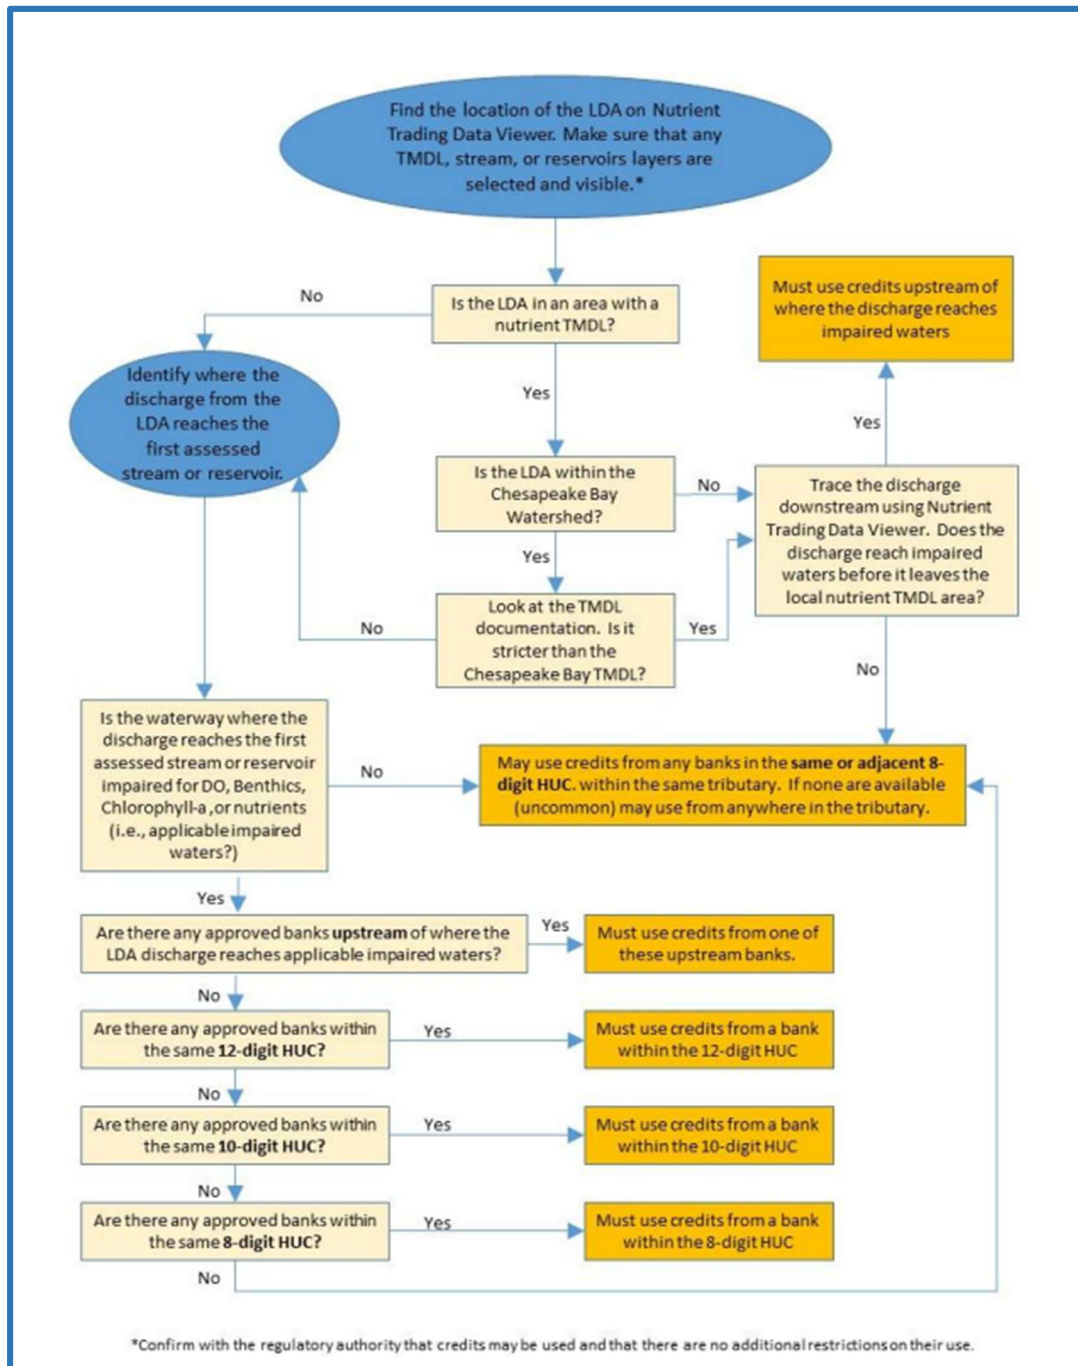 Find the location of the LDA on Nutrient
Trading Data Viewer. Make sure that any
TMDL, stream, or reservoirs layers are
selected and visible.*
No
Is the LDA in an area with a
nutrient TMDL?
Must use credits upstream of
where the discharge reaches
impaired waters
Identify where the
discharge from the
LDA reaches the
first assessed
stream or reservoir.
Yes
Yes
Is the LDA within the
Chesapeake Bay
Watershed?
No
Trace the discharge
downstream using Nutrient
Trading Data Viewer. Does the
discharge reach impaired
waters before it leaves the
local nutrient TMDL area?
Yes
No
Look at the TMDL
documentation. Is it
stricter than the
Chesapeake Bay TMDL?
Yes
No
Is the waterway where the
discharge reaches the first
assessed stream or reservoir
impaired for DO, Benthics,
Chlorophyll-a, or nutrients
(i.e., applicable impaired
waters?)
No
May use credits from any banks in the same or adjacent 8-
digit HUC. within the same tributary. If none are available
(uncommon) may use from anywhere in the tributary.
Yes
Are there any approved banks upstream of where the
LDA discharge reaches applicable impaired waters?
Yes
Must use credits from one of
these upstream banks.
No
Are there any approved banks within
the same 12-digit HUC?
Yes
Must use credits from a bank
within the 12-digit HUC
No
Are there any approved banks within
the same 10-digit HUC?
Yes
Must use credits from a bank
within the 10-digit HUC
No
Are there any approved banks within
the same 8-digit HUC?
Yes
Must use credits from a bank
within the 8-digit HUC
No
*Confirm with the regulatory authority that credits may be used and that there are no additional restrictions on their use.